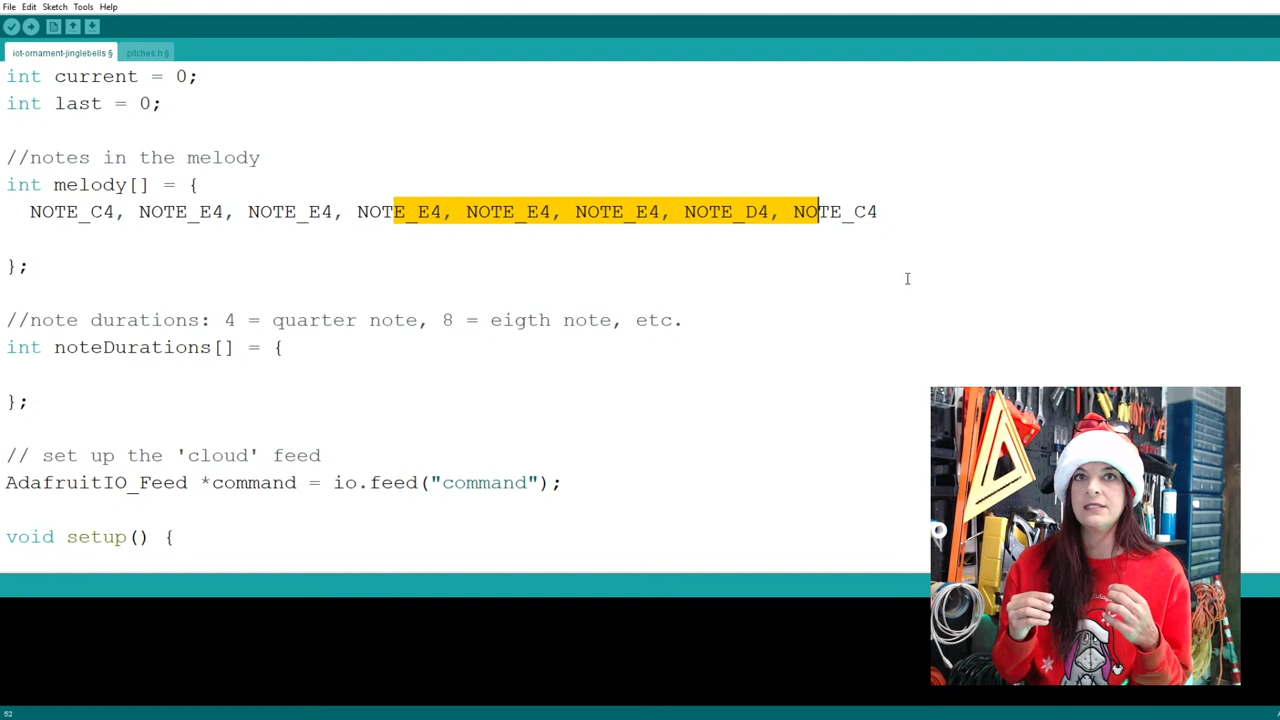 File Edit Sketch Tools Help
iot-ornament-jinglebells § pitches.h §
int current = 0;
int last = 0;
//notes in the melody
int melody[] = {
NOTE_C4, NOTE_E4, NOTE_E4, NOTE_E4, NOTE_E4, NOTE_E4, NOTE_D4, NOTE_C4
};
//note durations: 4 = quarter note, 8 = eigth note, etc.
int noteDurations[] = {
};
// set up the 'cloud' feed
AdafruitIO_Feed *command = io.feed("command");
void setup() {
52